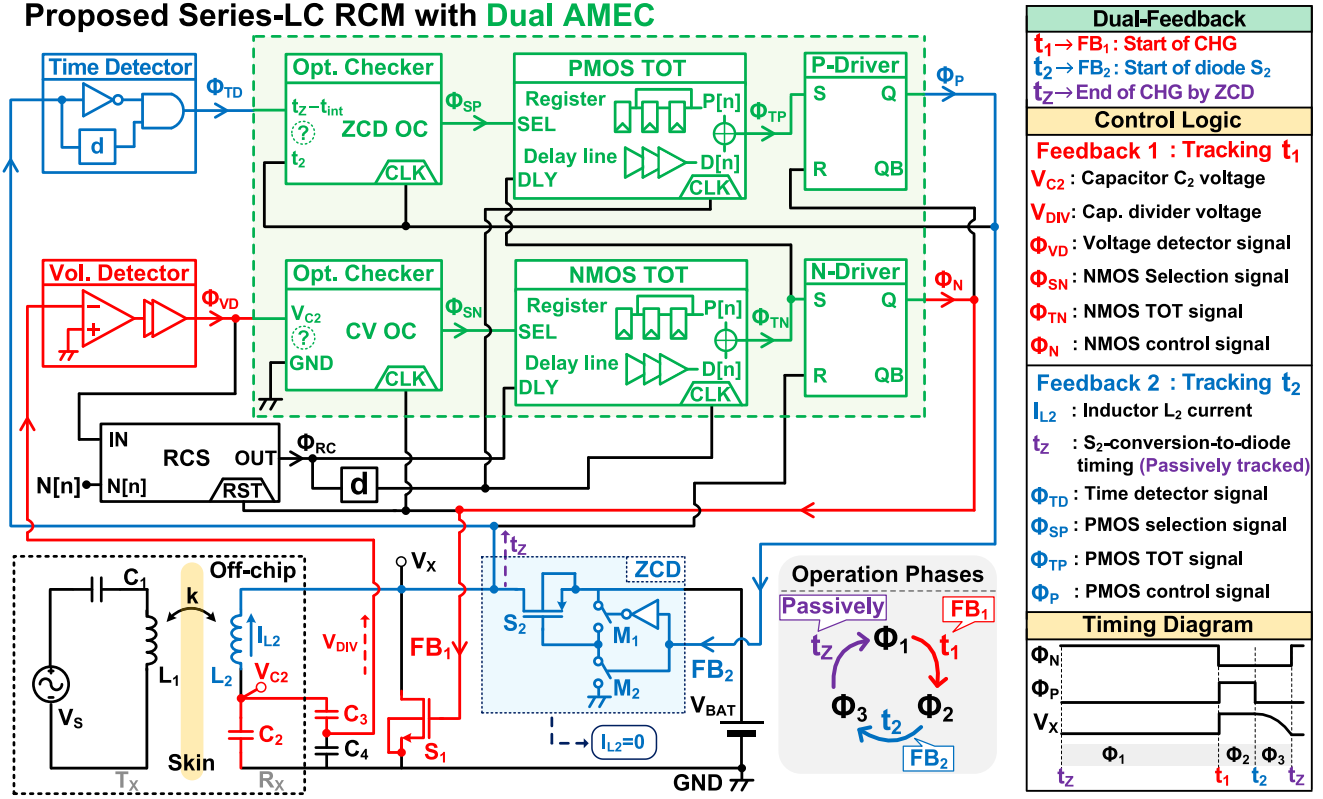 Proposed Series-LC RCM with Dual AMEC
Time Detector
d
Φ_TD
Opt. Checker
t_Z–t_int
?
t_2
ZCD OC
CLK
Φ_SP
PMOS TOT
Register
P[n]
SEL
Delay line
D[n]
DLY
CLK
Φ_TP
P-Driver
S
Q
R
QB
Φ_P
Vol. Detector
Φ_VD
Opt. Checker
V_C2
?
GND
CV OC
CLK
Φ_SN
NMOS TOT
Register
P[n]
SEL
Delay line
D[n]
DLY
CLK
Φ_TN
N-Driver
S
Q
R
QB
Φ_N
IN
RCS
OUT
N[n]
N[n]
RST
Φ_RC
d
Off-chip
C_1
k
V_S
L_1
L_2
I_L2
V_C2
C_2
Skin
T_X
R_X
V_DIV
C_3
C_4
V_X
FB_1
S_1
t_Z
ZCD
S_2
M_1
M_2
FB_2
I_L2=0
V_BAT
GND
Operation Phases
Passively
FB_1
Φ_1
t_Z
t_1
Φ_3
Φ_2
t_2
FB_2
Dual-Feedback
t_1→ FB_1 : Start of CHG
t_2→ FB_2 : Start of diode S_2
t_Z→ End of CHG by ZCD
Control Logic
Feedback 1 : Tracking t_1
V_C2 : Capacitor C_2 voltage
V_DIV : Cap. divider voltage
Φ_VD : Voltage detector signal
Φ_SN : NMOS Selection signal
Φ_TN : NMOS TOT signal
Φ_N : NMOS control signal
Feedback 2 : Tracking t_2
I_L2 : Inductor L_2 current
t_Z : S_2-conversion-to-diode
timing (Passively tracked)
Φ_TD : Time detector signal
Φ_SP : PMOS selection signal
Φ_TP : PMOS TOT signal
Φ_P : PMOS control signal
Timing Diagram
Φ_N
Φ_P
V_X
Φ_1
Φ_2
Φ_3
t_Z
t_1
t_2
t_Z